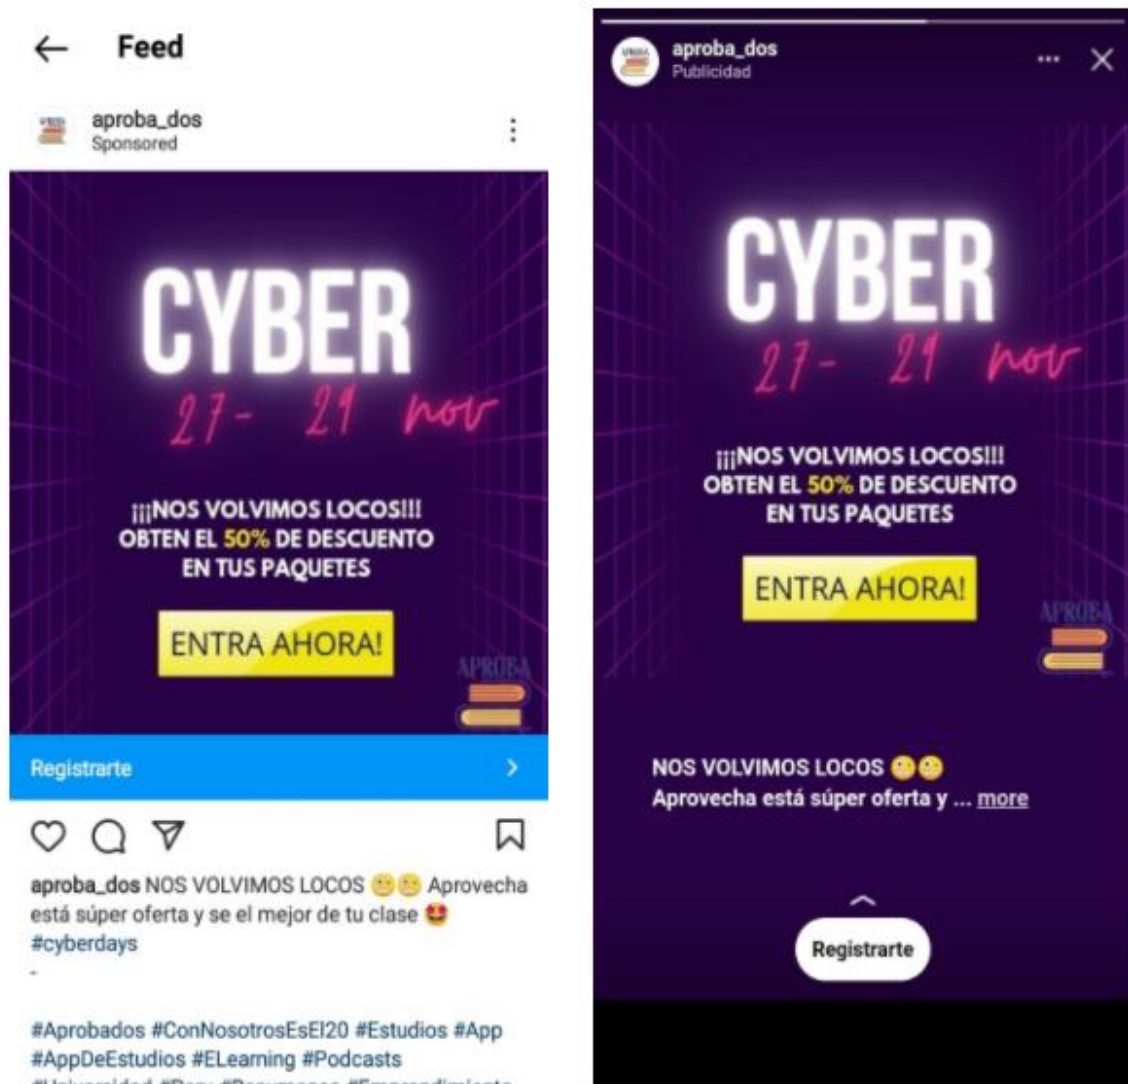 Feed
aproba_dos
Sponsored
CYBER
27- 29 nov
¡¡¡NOS VOLVIMOS LOCOS!!!
OBTEN EL 50% DE DESCUENTO
EN TUS PAQUETES
ENTRA AHORA!
APROBA
Registrarte
aproba_dos NOS VOLVIMOS LOCOS 😬😬 Aprovecha
está súper oferta y se el mejor de tu clase 🤩
#cyberdays
-
#Aprobados #ConNosotrosEsEl20 #Estudios #App
#AppDeEstudios #ELearning #Podcasts
aproba_dos
Publicidad
CYBER
27- 29 nov
¡¡¡NOS VOLVIMOS LOCOS!!!
OBTEN EL 50% DE DESCUENTO
EN TUS PAQUETES
ENTRA AHORA!
APROBA
NOS VOLVIMOS LOCOS 😬😬
Aprovecha está súper oferta y ... more
Registrarte